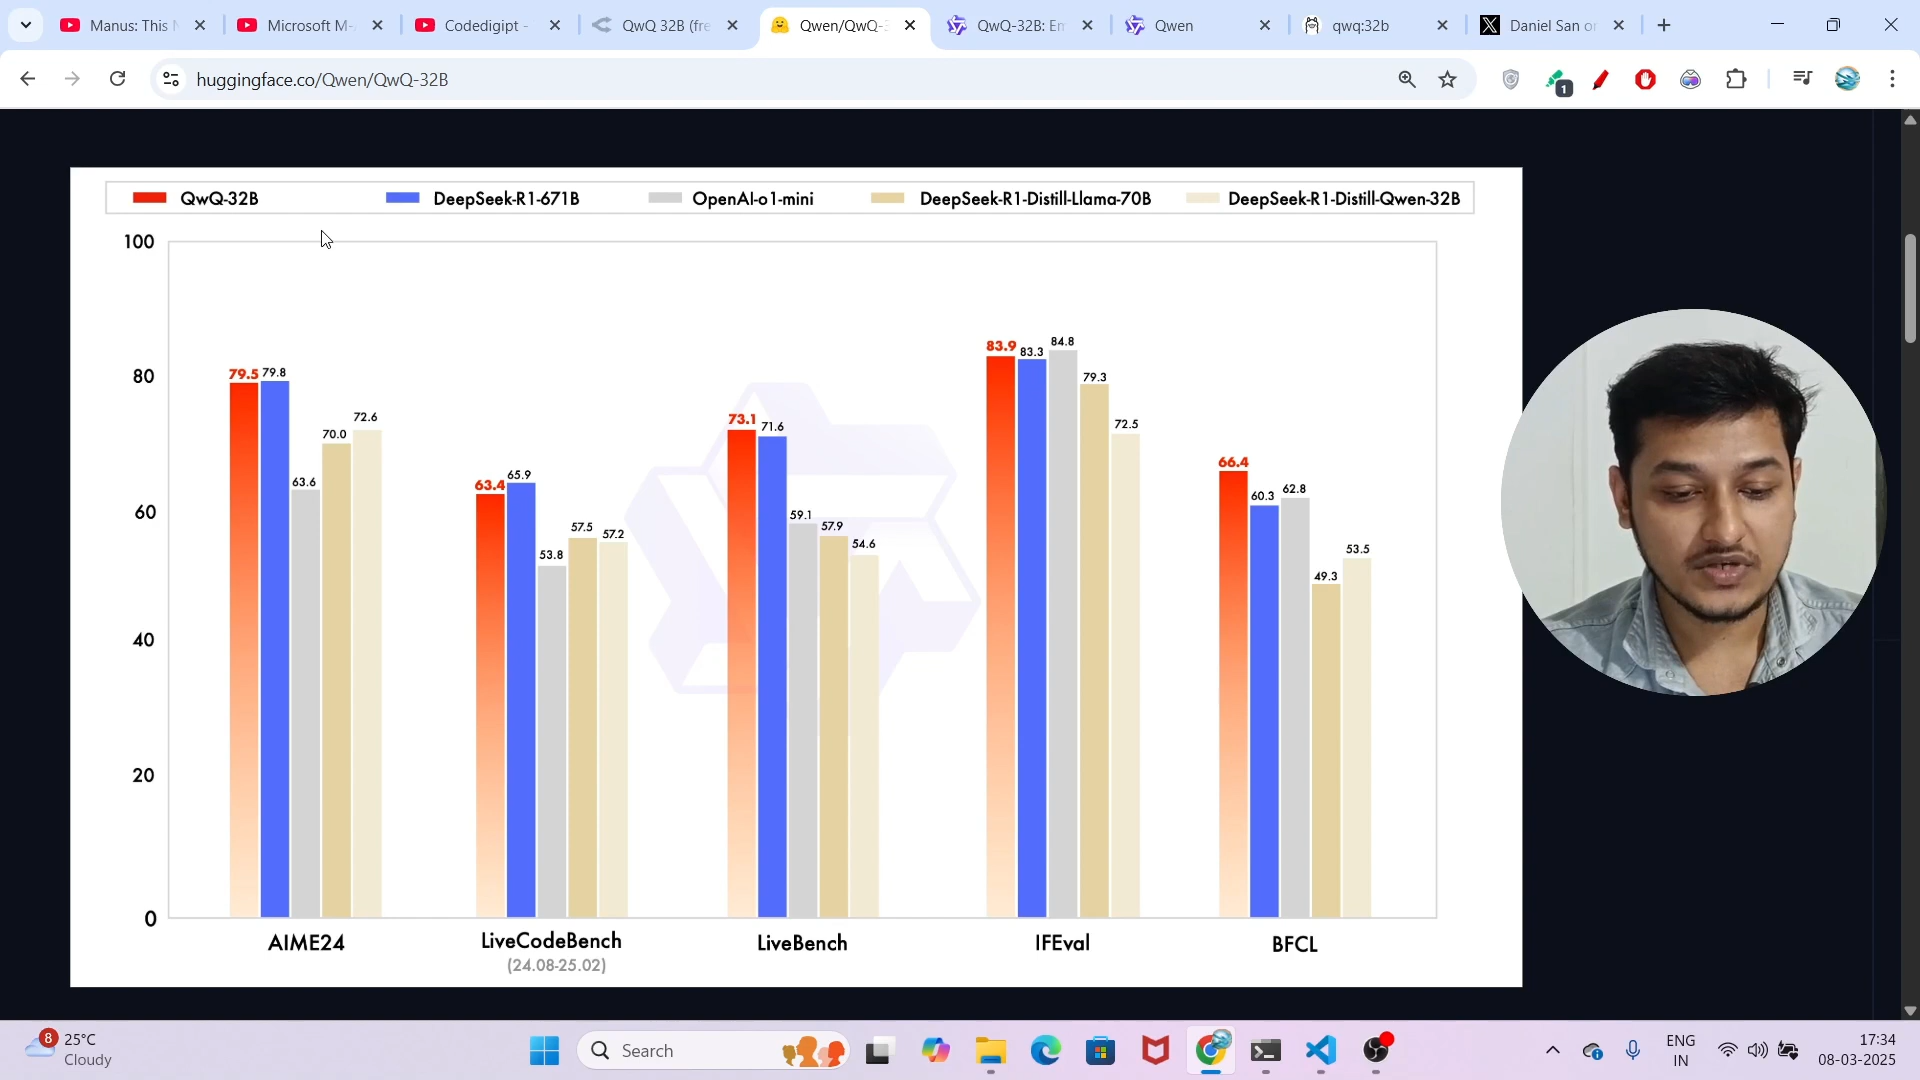 Manus: This N
Microsoft M-
Codedigipt -
QwQ 32B (fre
Qwen/QwQ-3
QwQ-32B: Em
Qwen
qwq:32b
Daniel San or
huggingface.co/Qwen/QwQ-32B
1
QwQ-32B
DeepSeek-R1-671B
OpenAI-o1-mini
DeepSeek-R1-Distill-Llama-70B
DeepSeek-R1-Distill-Qwen-32B
100
80
60
40
20
0
79.5
79.8
63.6
70.0
72.6
63.4
65.9
53.8
57.5
57.2
73.1
71.6
59.1
57.9
54.6
83.9
83.3
84.8
79.3
72.5
66.4
60.3
62.8
49.3
53.5
AIME24
LiveCodeBench
(24.08-25.02)
LiveBench
IFEval
BFCL
8
25°C
Cloudy
Search
ENG
IN
17:34
08-03-2025